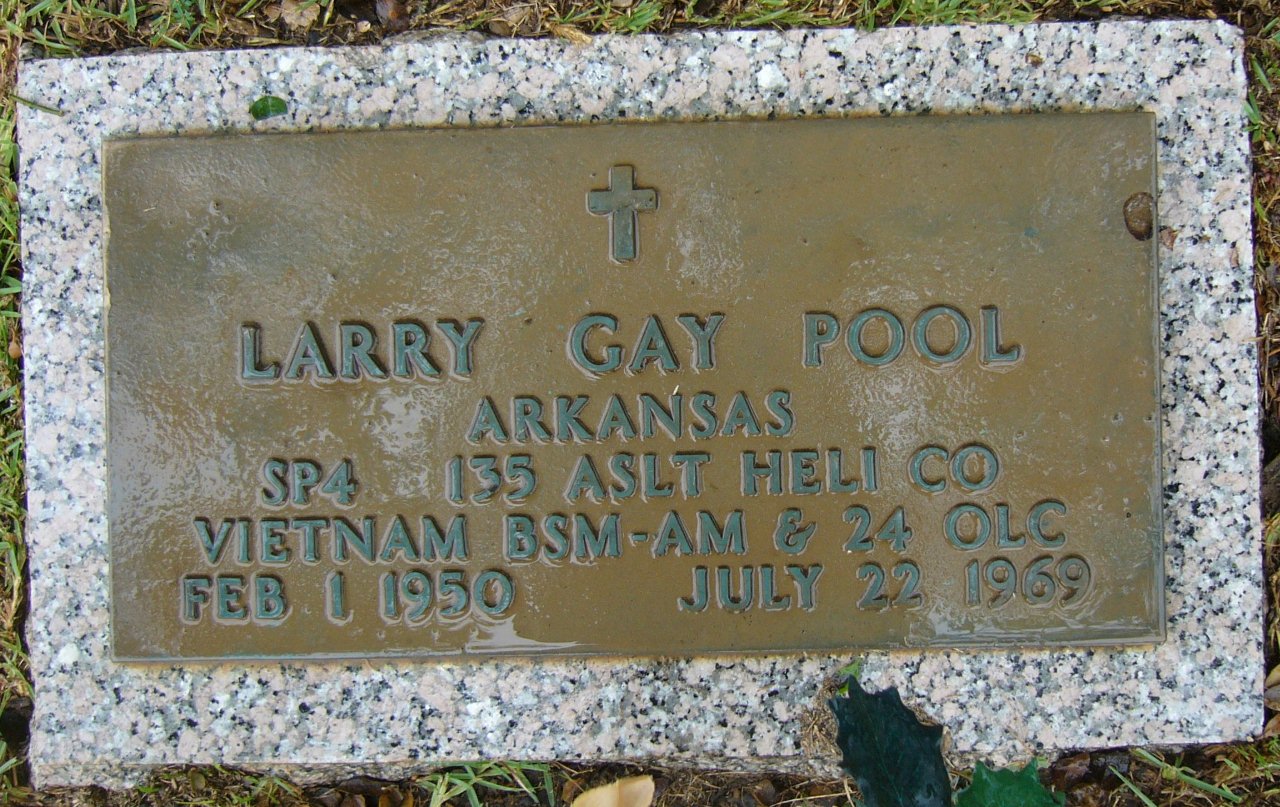 LARRY GAY POOL
ARKANSAS
SP4 135 ASLT HELI CO
VIETNAM BSM-AM & 24 OLC
FEB 1 1950 JULY 22 1969